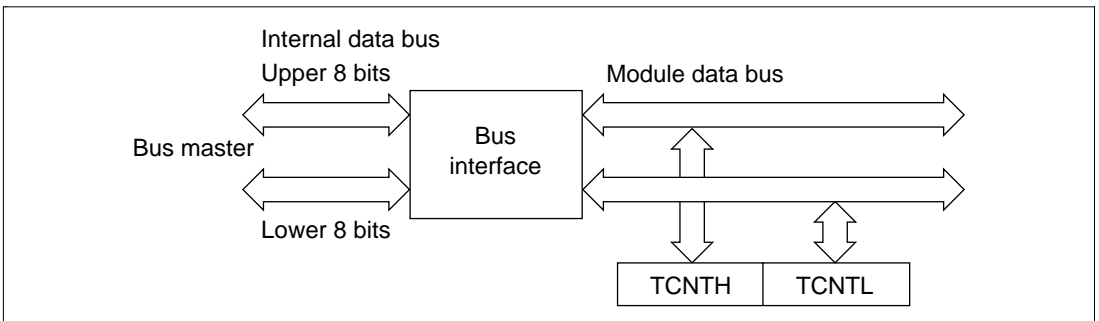 Internal data bus
Upper 8 bits
Module data bus
Bus master
Bus
interface
Lower 8 bits
TCNTH
TCNTL